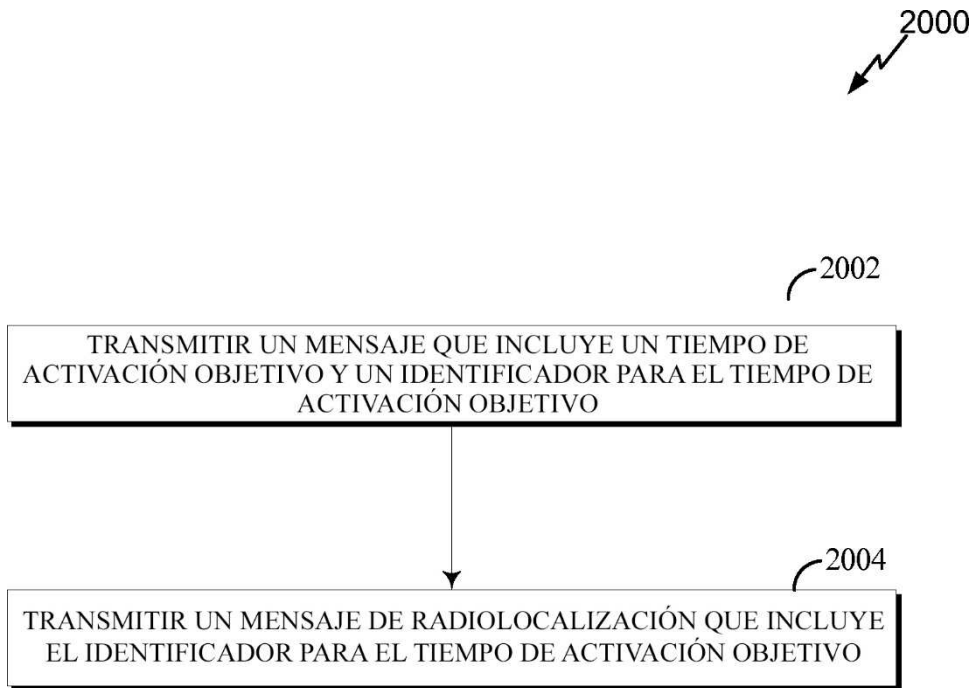 2000
2002
TRANSMITIR UN MENSAJE QUE INCLUYE UN TIEMPO DE
ACTIVACIÓN OBJETIVO Y UN IDENTIFICADOR PARA EL TIEMPO DE
ACTIVACIÓN OBJETIVO
2004
TRANSMITIR UN MENSAJE DE RADIOLOCALIZACIÓN QUE INCLUYE
EL IDENTIFICADOR PARA EL TIEMPO DE ACTIVACIÓN OBJETIVO